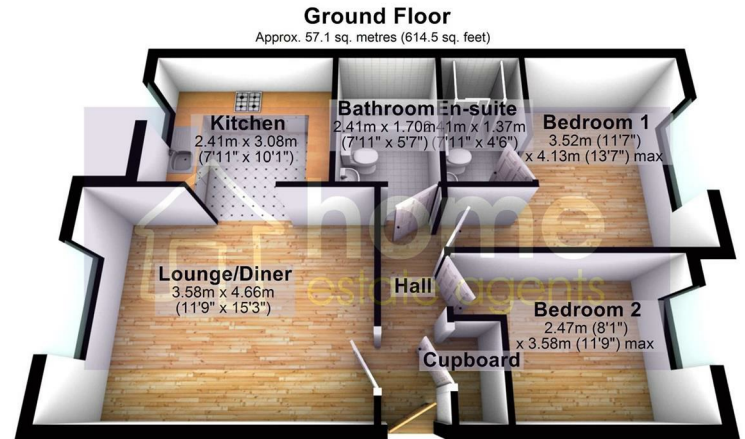 Ground Floor
Approx. 57.1 sq. metres (614.5 sq. feet)
Kitchen
2.41m x 3.08m
(7'11" x 10'1")
Bathroom
2.41m x 1.70m
(7'11" x 5'7")
En-suite
x 1.37m
(7'11" x 4'6")
Bedroom 1
3.52m (11'7")
x 4.13m (13'7") max
home
estate agents
Lounge/Diner
3.58m x 4.66m
(11'9" x 15'3")
Hall
Bedroom 2
2.47m (8'1")
x 3.58m (11'9") max
Cupboard